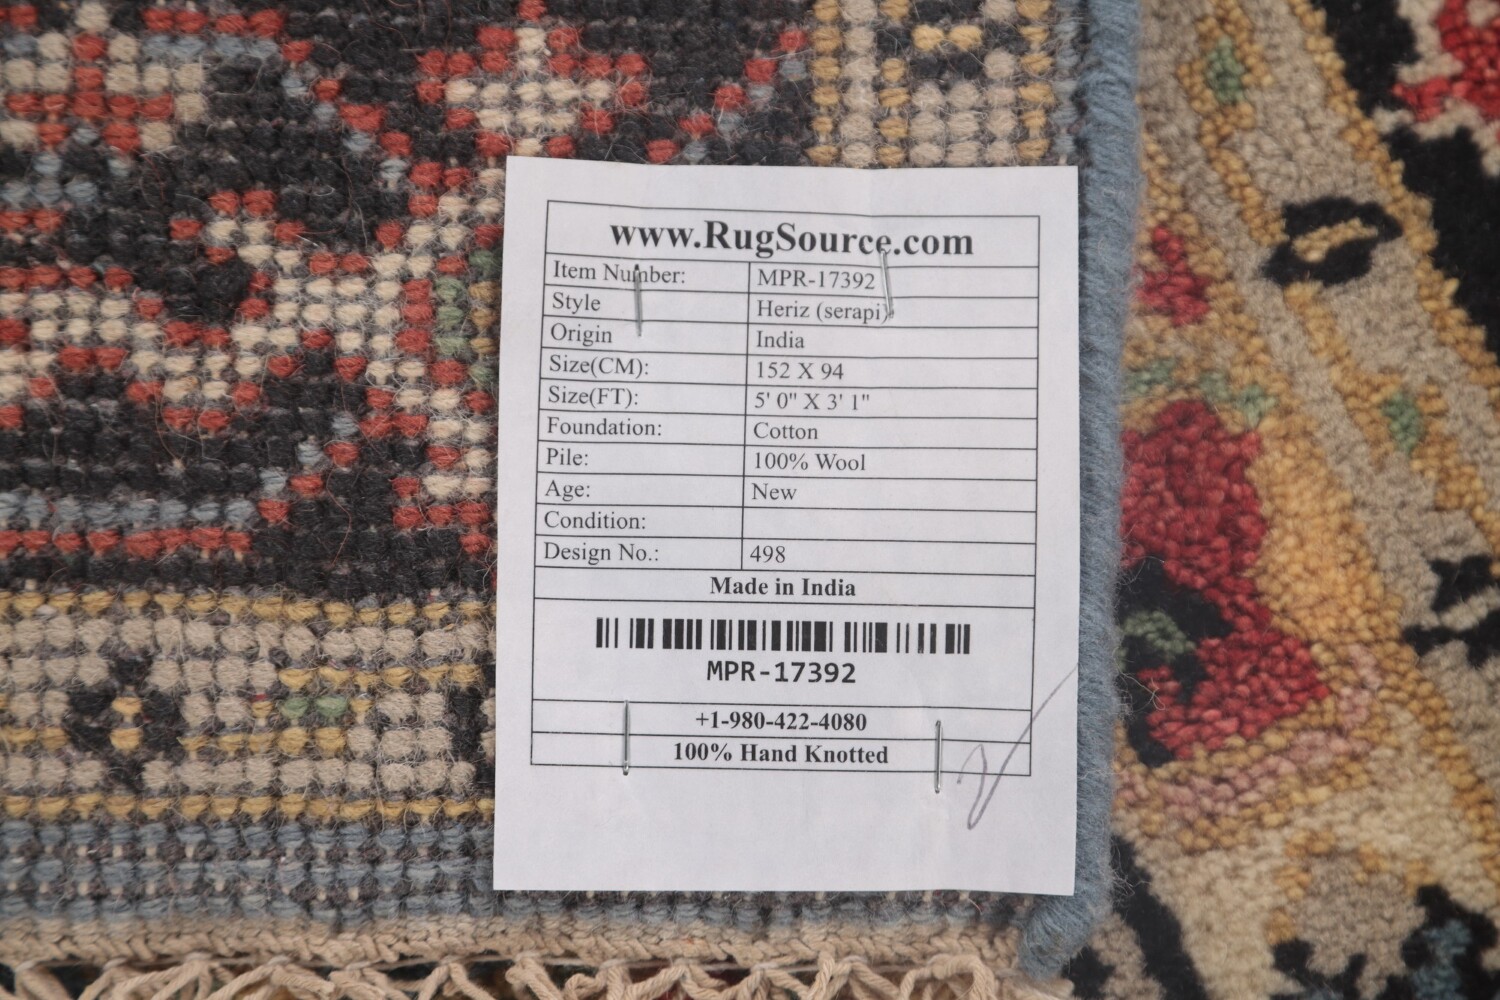 www.RugSource.com
Item Number: MPR-17392
Style Heriz (serapi)
Origin India
Size(CM): 152 X 94
Size(FT): 5' 0" X 3' 1"
Foundation: Cotton
Pile: 100% Wool
Age: New
Condition:
Design No.: 498
Made in India
MPR-17392
+1-980-422-4080
100% Hand Knotted